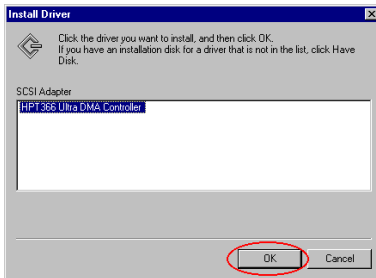 Install Driver
Click the driver you want to install, and then click OK.
If you have an installation disk for a driver that is not in the list, click Have
Disk.
SCSI Adapter
HPT366 Ultra DMA Controller
OK
Cancel